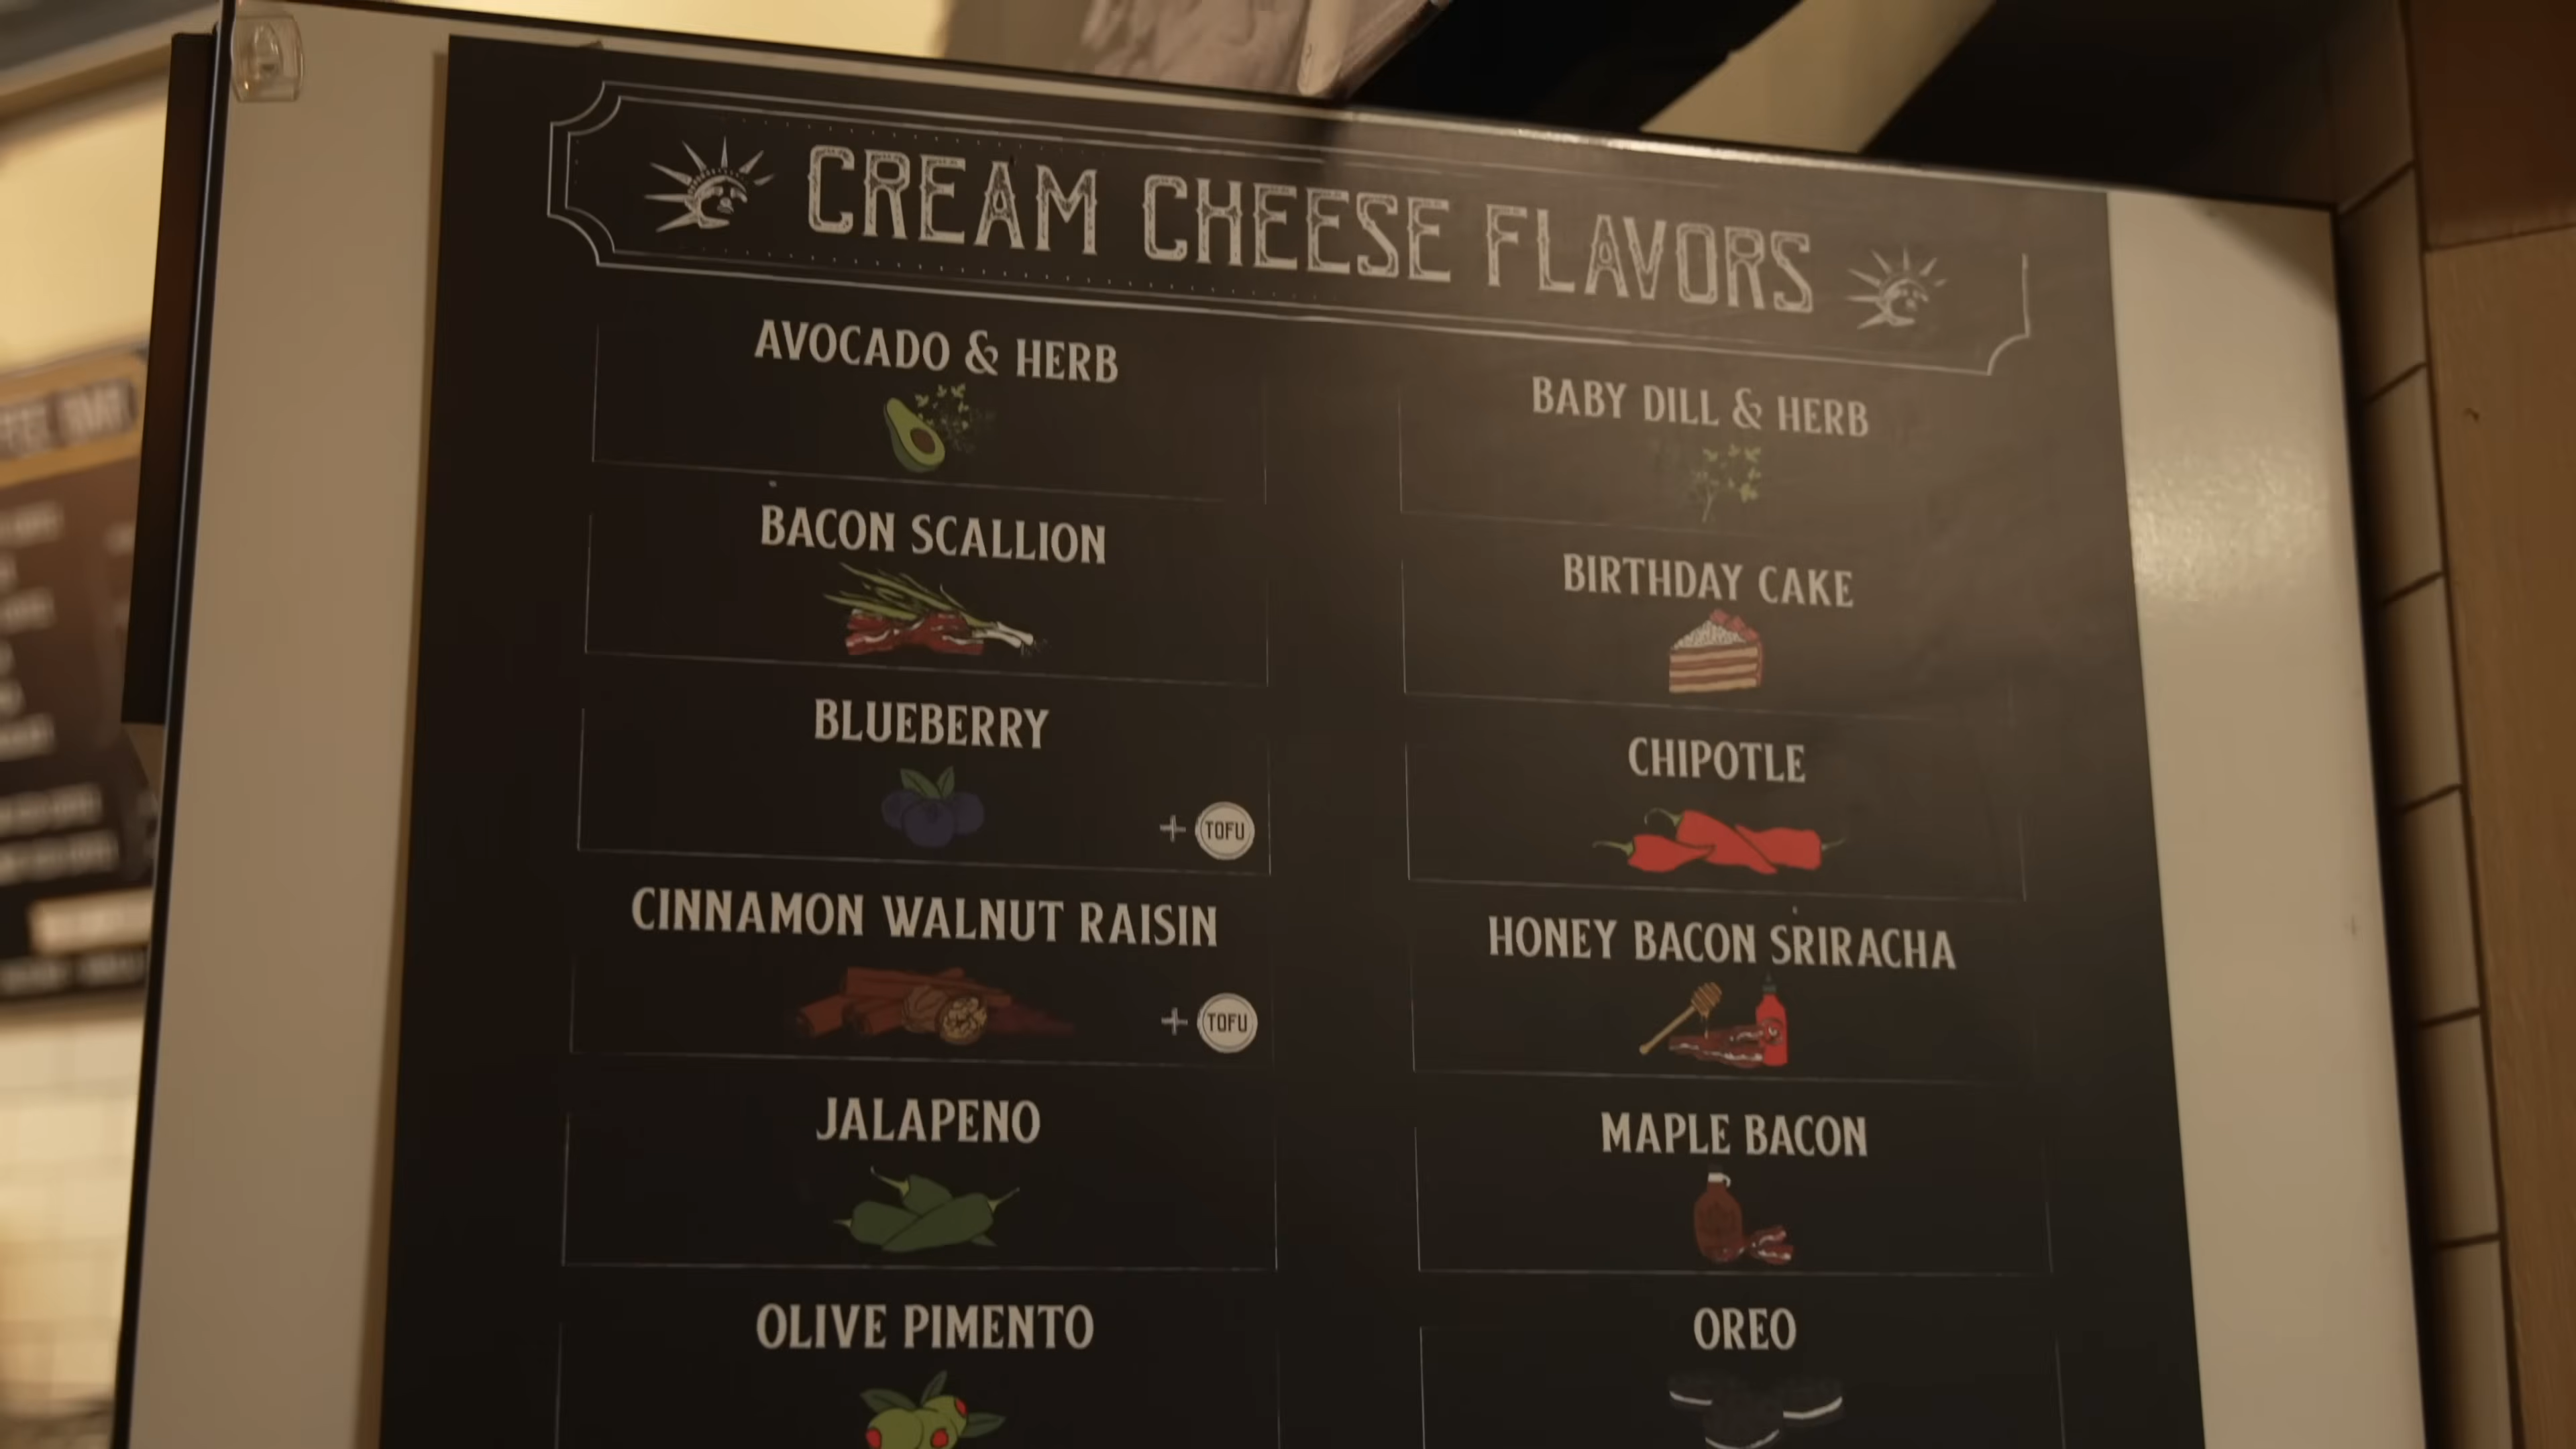 CREAM CHEESE FLAVORS
AVOCADO & HERB
BABY DILL & HERB
BACON SCALLION
BIRTHDAY CAKE
BLUEBERRY
+ TOFU
CHIPOTLE
CINNAMON WALNUT RAISIN
+ TOFU
HONEY BACON SRIRACHA
JALAPENO
MAPLE BACON
OLIVE PIMENTO
OREO